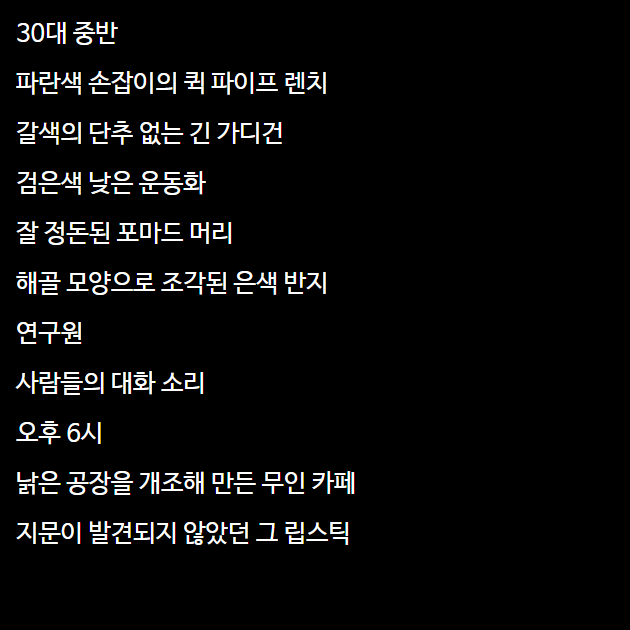 30대 중반
파란색 손잡이의 퀵 파이프 렌치
갈색의 단추 없는 긴 가디건
검은색 낮은 운동화
잘 정돈된 포마드 머리
해골 모양으로 조각된 은색 반지
연구원
사람들의 대화 소리
오후 6시
낡은 공장을 개조해 만든 무인 카페
지문이 발견되지 않았던 그 립스틱